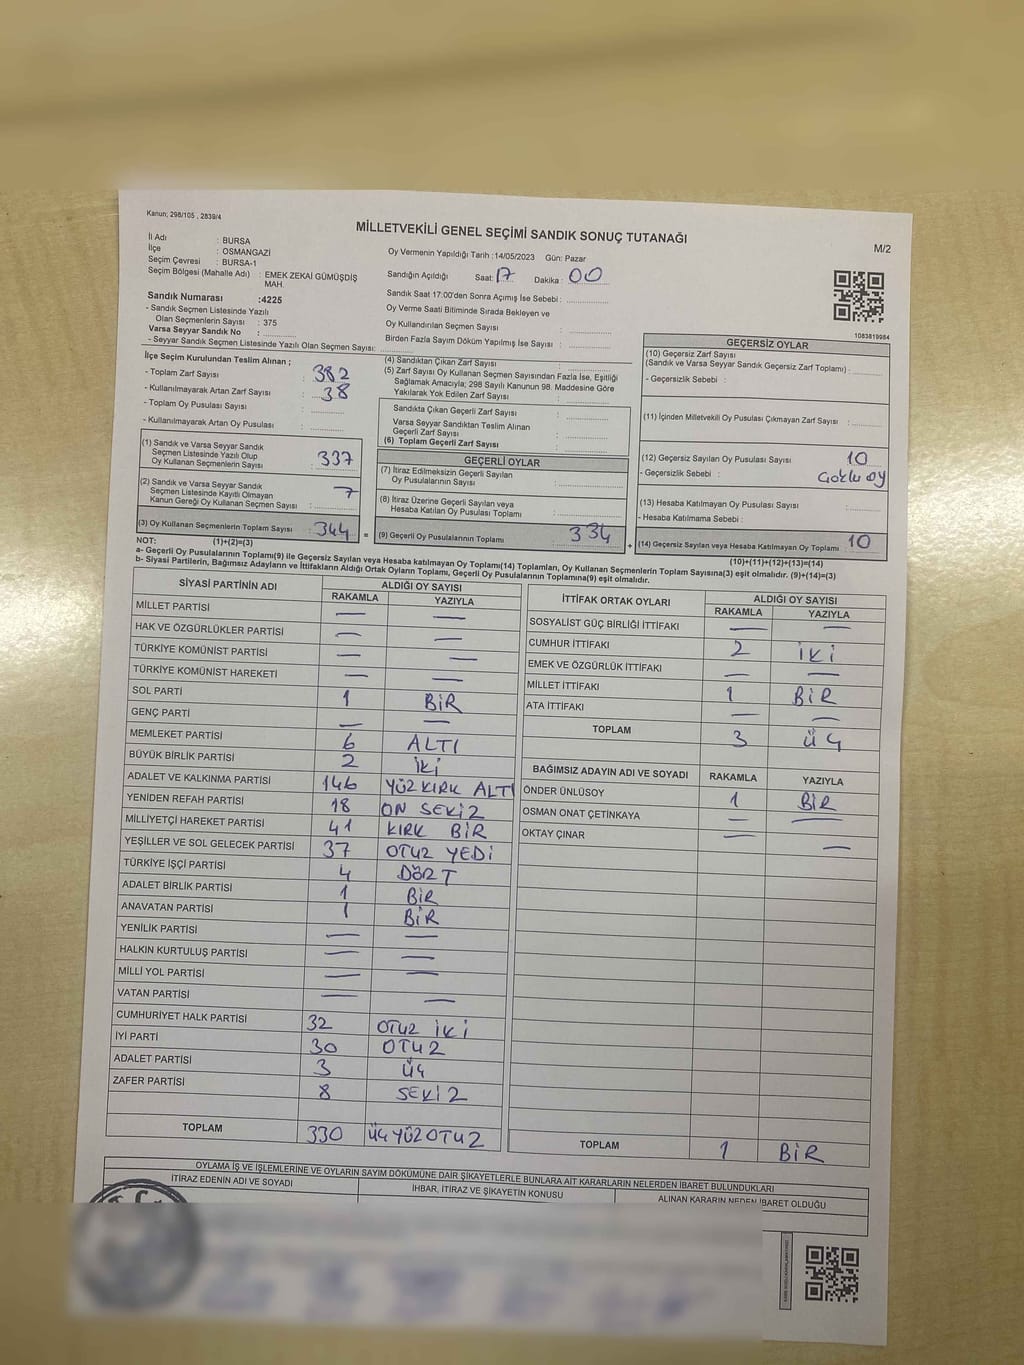 Kanun; 298/105 , 2839/4
MİLLETVEKİLİ GENEL SEÇİMİ SANDIK SONUÇ TUTANAĞI
M/2
İl Adı : BURSA
İlçe : OSMANGAZİ
Seçim Çevresi : BURSA-1
Seçim Bölgesi (Mahalle Adı) : EMEK ZEKAİ GÜMÜŞDİŞ
MAH.
Sandık Numarası :4225
- Sandık Seçmen Listesinde Yazılı
Olan Seçmenlerin Sayısı : 375
Varsa Seyyar Sandık No :
- Seyyar Sandık Seçmen Listesinde Yazılı Olan Seçmen Sayısı:
Oy Vermenin Yapıldığı Tarih :14/05/2023 Gün: Pazar
Sandığın Açıldığı Saat: 17 Dakika : 00
Sandık Saat 17:00'den Sonra Açımış İse Sebebi :
Oy Verme Saati Bitiminde Sırada Bekleyen ve
Oy Kullandırılan Seçmen Sayısı :
Birden Fazla Sayım Döküm Yapılmış İse Sayısı :
1083819984
İlçe Seçim Kurulundan Teslim Alınan ;
- Toplam Zarf Sayısı : 382
- Kullanılmayarak Artan Zarf Sayısı : 38
- Toplam Oy Pusulası Sayısı :
- Kullanılmayarak Artan Oy Pusulası :
(4) Sandıktan Çıkan Zarf Sayısı :
(5) Zarf Sayısı Oy Kullanan Seçmen Sayısından Fazla İse, Eşitliği
Sağlamak Amacıyla; 298 Sayılı Kanunun 98. Maddesine Göre
Yakılarak Yok Edilen Zarf Sayısı :
Sandıkta Çıkan Geçerli Zarf Sayısı :
Varsa Seyyar Sandıktan Teslim Alınan
Geçerli Zarf Sayısı :
(6) Toplam Geçerli Zarf Sayısı
GEÇERSİZ OYLAR
(10) Geçersiz Zarf Sayısı
(Sandık ve Varsa Seyyar Sandık Geçersiz Zarf Toplamı) :
- Geçersizlik Sebebi :
(11) İçinden Milletvekili Oy Pusulası Çıkmayan Zarf Sayısı :
(12) Geçersiz Sayılan Oy Pusulası Sayısı : 10
- Geçersizlik Sebebi : Çoklu oy
(13) Hesaba Katılmayan Oy Pusulası Sayısı :
- Hesaba Katılmama Sebebi :
(14) Geçersiz Sayılan veya Hesaba Katılmayan Oy Toplamı : 10
(1) Sandık ve Varsa Seyyar Sandık
Seçmen Listesinde Yazılı Olup
Oy Kullanan Seçmenlerin Sayısı : 337
(2) Sandık ve Varsa Seyyar Sandık
Seçmen Listesinde Kayıtlı Olmayan
Kanun Gereği Oy Kullanan Seçmen Sayısı : 7
(3) Oy Kullanan Seçmenlerin Toplam Sayısı : 344 =
GEÇERLİ OYLAR
(7) İtiraz Edilmeksizin Geçerli Sayılan
Oy Pusulalarının Sayısı :
(8) İtiraz Üzerine Geçerli Sayılan veya
Hesaba Katılan Oy Pusulası Toplamı :
(9) Geçerli Oy Pusulalarının Toplamı : 334 +
NOT: (1)+(2)=(3)
(10)+(11)+(12)+(13)=(14)
a- Geçerli Oy Pusulalarının Toplamı(9) ile Geçersiz Sayılan veya Hesaba katılmayan Oy Toplamı(14) Toplamları, Oy Kullanan Seçmenlerin Toplam Sayısına(3) eşit olmalıdır. (9)+(14)=(3)
b- Siyasi Partilerin, Bağımsız Adayların ve İttifakların Aldığı Ortak Oyların Toplamı, Geçerli Oy Pusulalarının Toplamına(9) eşit olmalıdır.
SİYASİ PARTİNİN ADI ALDIĞI OY SAYISI
RAKAMLA YAZIYLA
MİLLET PARTİSI — —
HAK VE ÖZGÜRLÜKLER PARTİSİ — —
TÜRKİYE KOMÜNİST PARTİSİ — —
TÜRKİYE KOMÜNİST HAREKETİ — —
SOL PARTİ 1 BİR
GENÇ PARTİ — —
MEMLEKET PARTİSİ 6 ALTI
BÜYÜK BİRLİK PARTİSİ 2 İKİ
ADALET VE KALKINMA PARTİSİ 146 YÜZ KIRK ALTI
YENİDEN REFAH PARTİSİ 18 ON SEKİZ
MİLLİYETÇİ HAREKET PARTİSİ 41 KIRK BİR
YEŞİLLER VE SOL GELECEK PARTİSİ 37 OTUZ YEDİ
TÜRKİYE İŞÇİ PARTİSİ 4 DÖRT
ADALET BİRLİK PARTİSİ 1 BİR
ANAVATAN PARTİSİ 1 BİR
YENİLİK PARTİSİ — —
HALKIN KURTULUŞ PARTİSİ — —
MİLLİ YOL PARTİSİ — —
VATAN PARTİSİ — —
CUMHURİYET HALK PARTİSİ 32 OTUZ İKİ
İYİ PARTİ 30 OTUZ
ADALET PARTİSİ 3 ÜÇ
ZAFER PARTİSİ 8 SEKİZ
TOPLAM 330 ÜÇ YÜZ OTUZ
İTTİFAK ORTAK OYLARI ALDIĞI OY SAYISI
RAKAMLA YAZIYLA
SOSYALİST GÜÇ BİRLİĞİ İTTİFAKI — —
CUMHUR İTTİFAKI 2 İKİ
EMEK VE ÖZGÜRLÜK İTTİFAKI — —
MİLLET İTTİFAKI 1 BİR
ATA İTTİFAKI — —
TOPLAM 3 ÜÇ
BAĞIMSIZ ADAYIN ADI VE SOYADI RAKAMLA YAZIYLA
ÖNDER ÜNLÜSOY 1 BİR
OSMAN ONAT ÇETİNKAYA — —
OKTAY ÇINAR — —
TOPLAM 1 BİR
OYLAMA İŞ VE İŞLEMLERİNE VE OYLARIN SAYIM DÖKÜMÜNE DAİR ŞİKAYETLERLE BUNLARA AİT KARARLARIN NELERDEN İBARET BULUNDUKLARI
İTİRAZ EDENİN ADI VE SOYADI İHBAR, İTİRAZ VE ŞİKAYETİN KONUSU ALINAN KARARIN NEDEN İBARET OLDUĞU